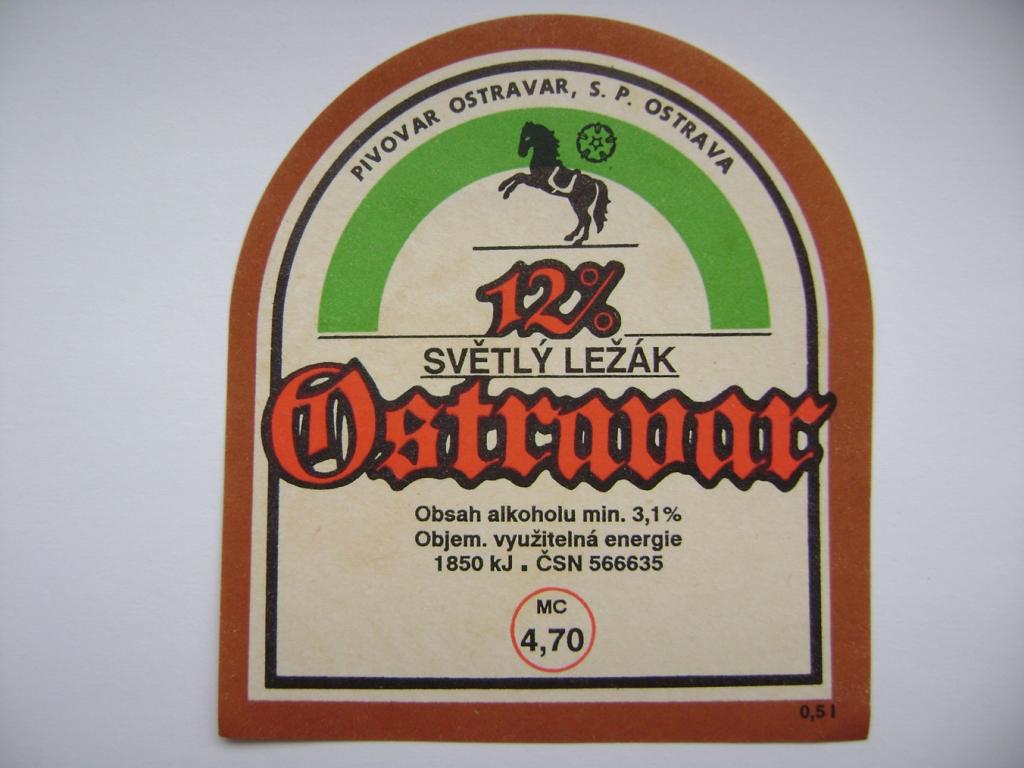 PIVOVAR OSTRAVAR, S. P. OSTRAVA
12%
SVĚTLÝ LEŽÁK
Ostravar
Obsah alkoholu min. 3,1%
Objem. využitelná energie
1850 kJ . ČSN 566635
MC
4,70
0,5 l